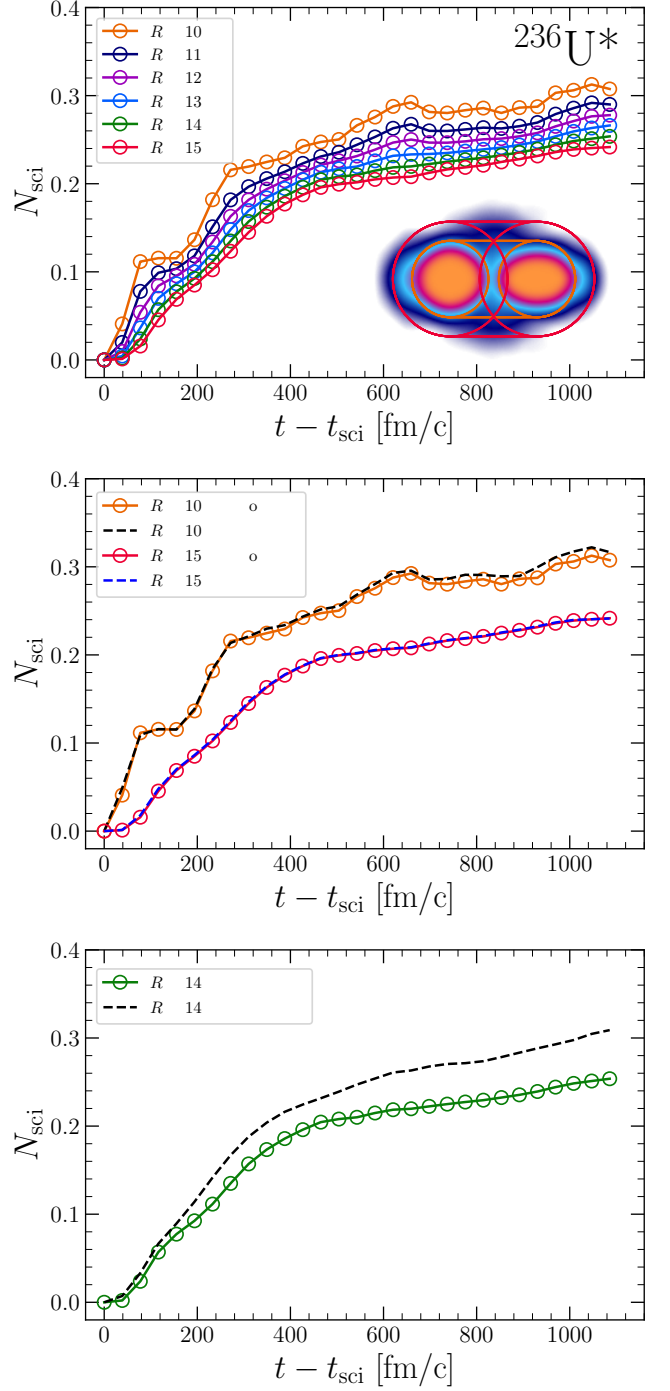 0.4
0.3
0.2
0.1
0.0
N_sci
R 10
R 11
R 12
R 13
R 14
R 15
²³⁶U*
0 200 400 600 800 1000
t − t_sci [fm/c]
0.4
0.3
0.2
0.1
0.0
N_sci
R 10 o
R 10
R 15 o
R 15
0 200 400 600 800 1000
t − t_sci [fm/c]
0.4
0.3
0.2
0.1
0.0
N_sci
R 14
R 14
0 200 400 600 800 1000
t − t_sci [fm/c]